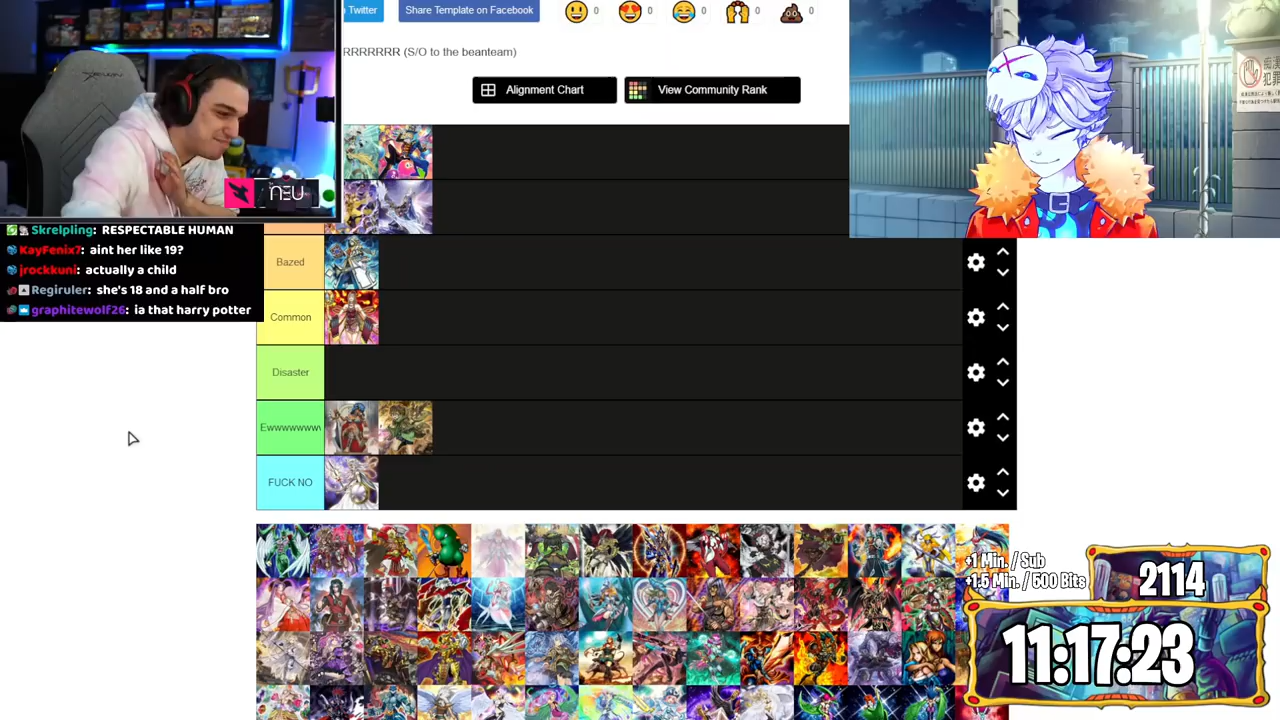 Twitter
Share Template on Facebook
0
0
0
0
0
RRRRRRR (S/O to the beanteam)
Alignment Chart
View Community Rank
NEU
Skrelpling: RESPECTABLE HUMAN
KayFenix7: aint her like 19?
jrockkuni: actually a child
Regiruler: she's 18 and a half bro
graphitewolf26: ia that harry potter
Bazed
Common
Disaster
Ewwwwwwwv
FUCK NO
+1 Min. / Sub
+1.5 Min. / 500 Bits
2114
11:17:23